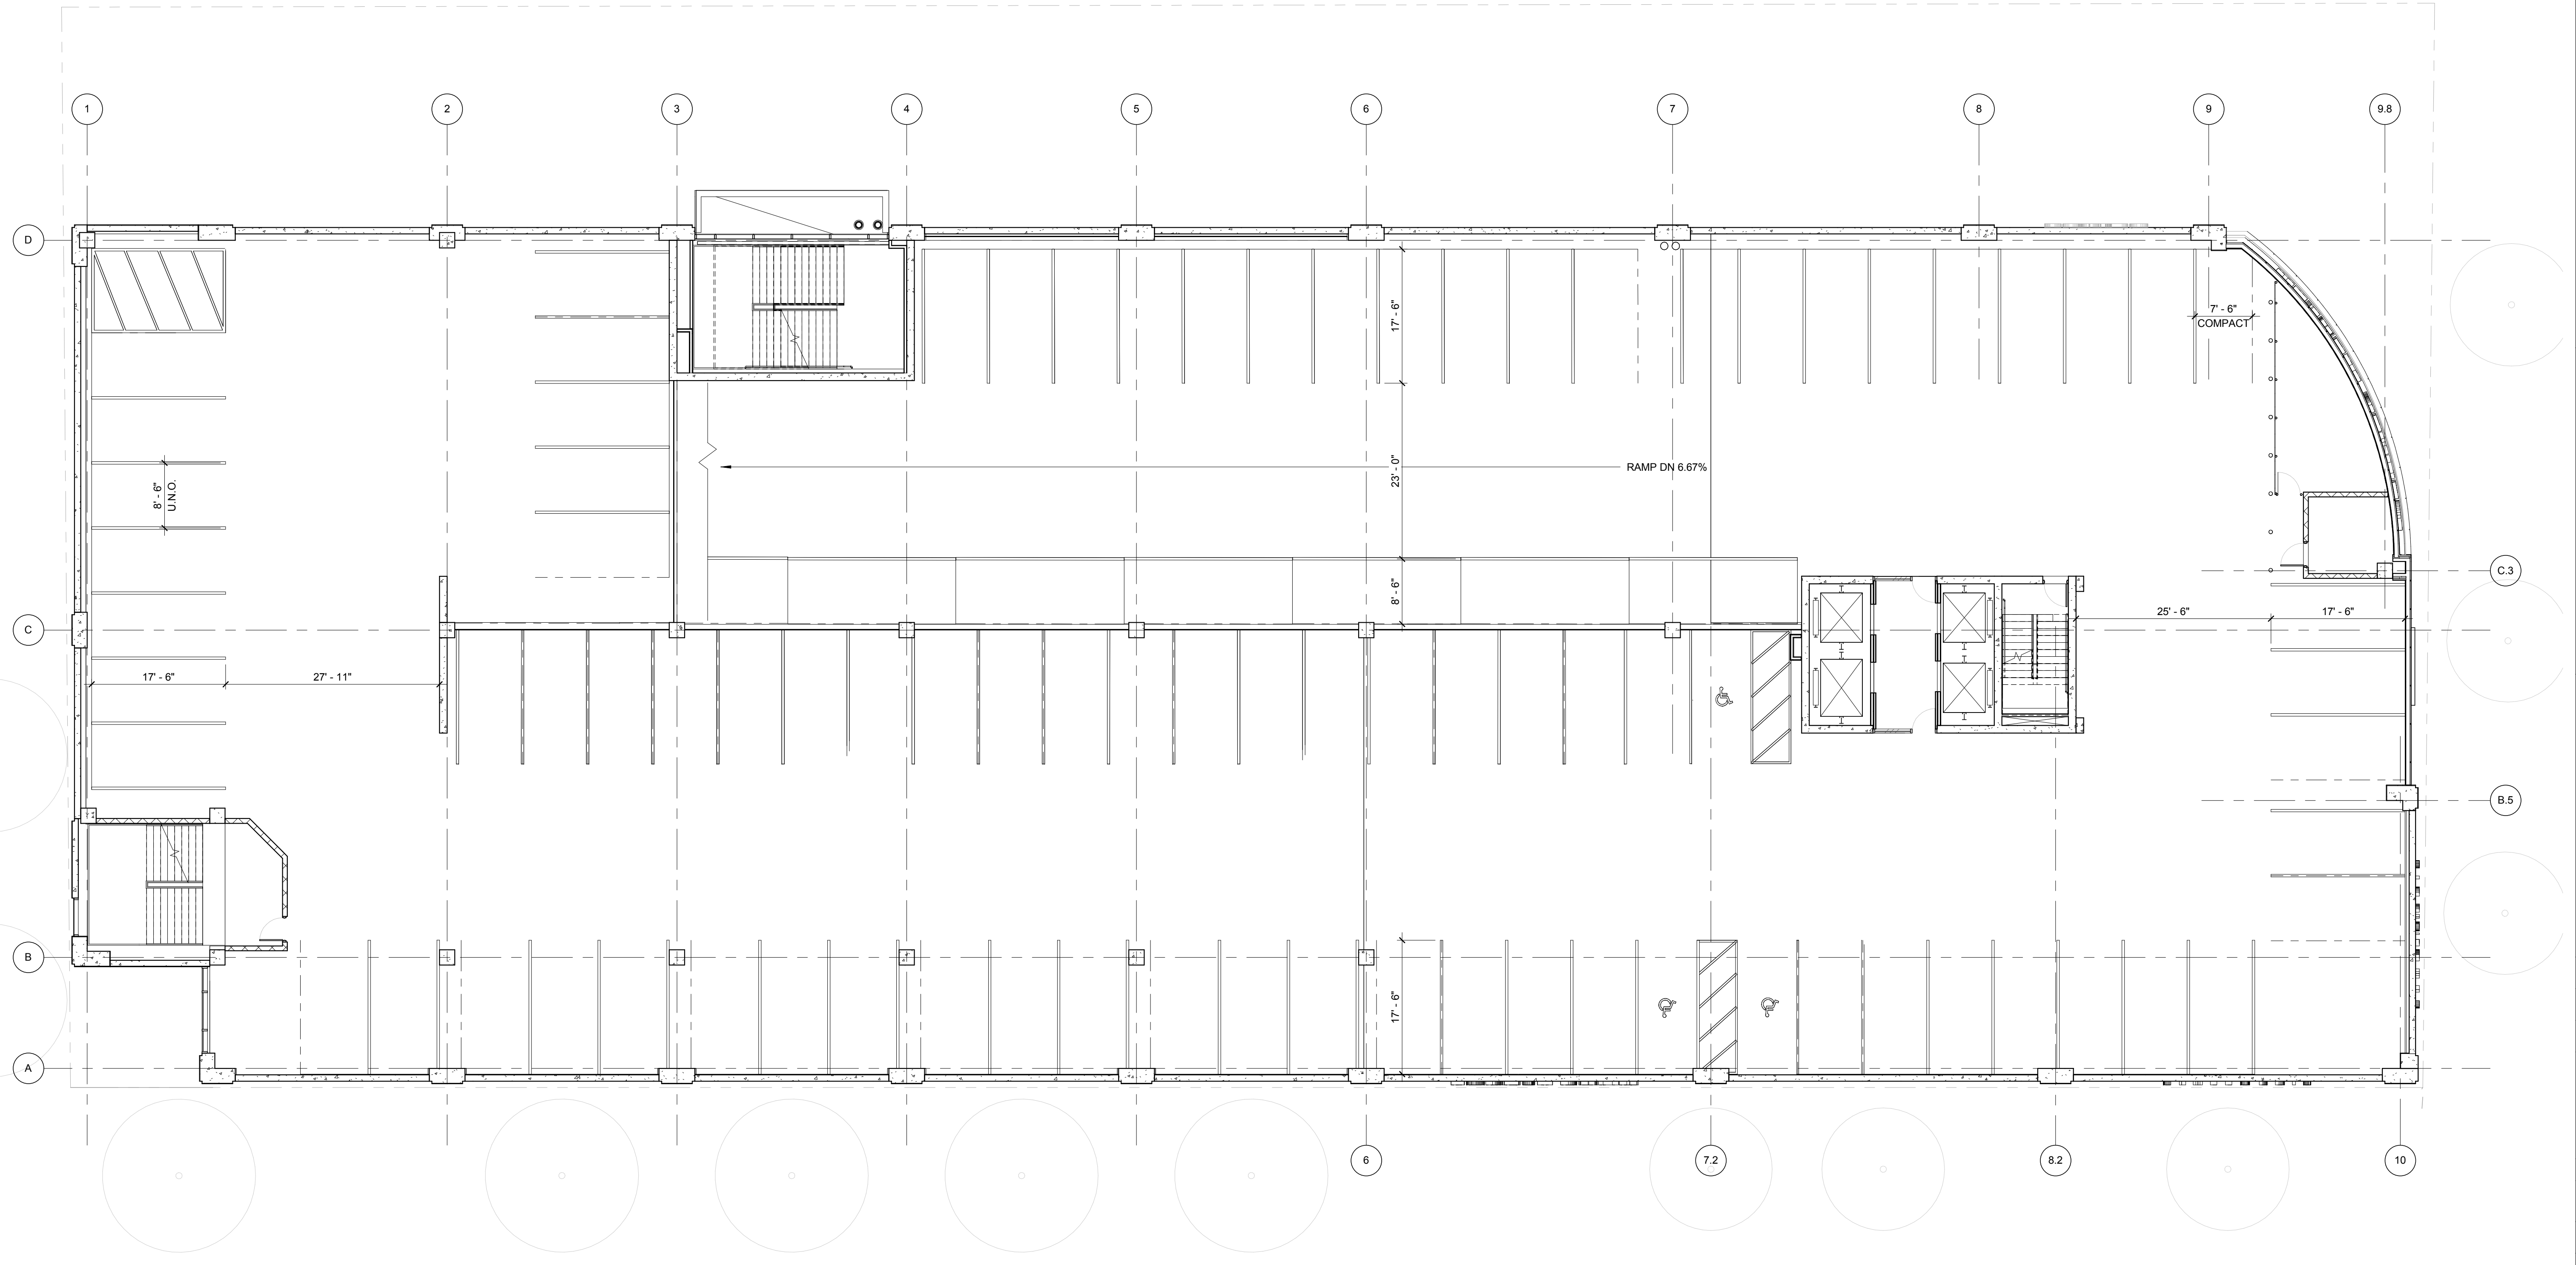 1 2 3 4 5 6 7 8 9 9.8
D
17' - 6"
7' - 6"
COMPACT
RAMP DN 6.67%
23' - 0"
8' - 6"
U.N.O.
C.3
8' - 6"
25' - 6" 17' - 6"
C
17' - 6" 27' - 11"
B.5
B
17' - 6"
A
6 7.2 8.2 10